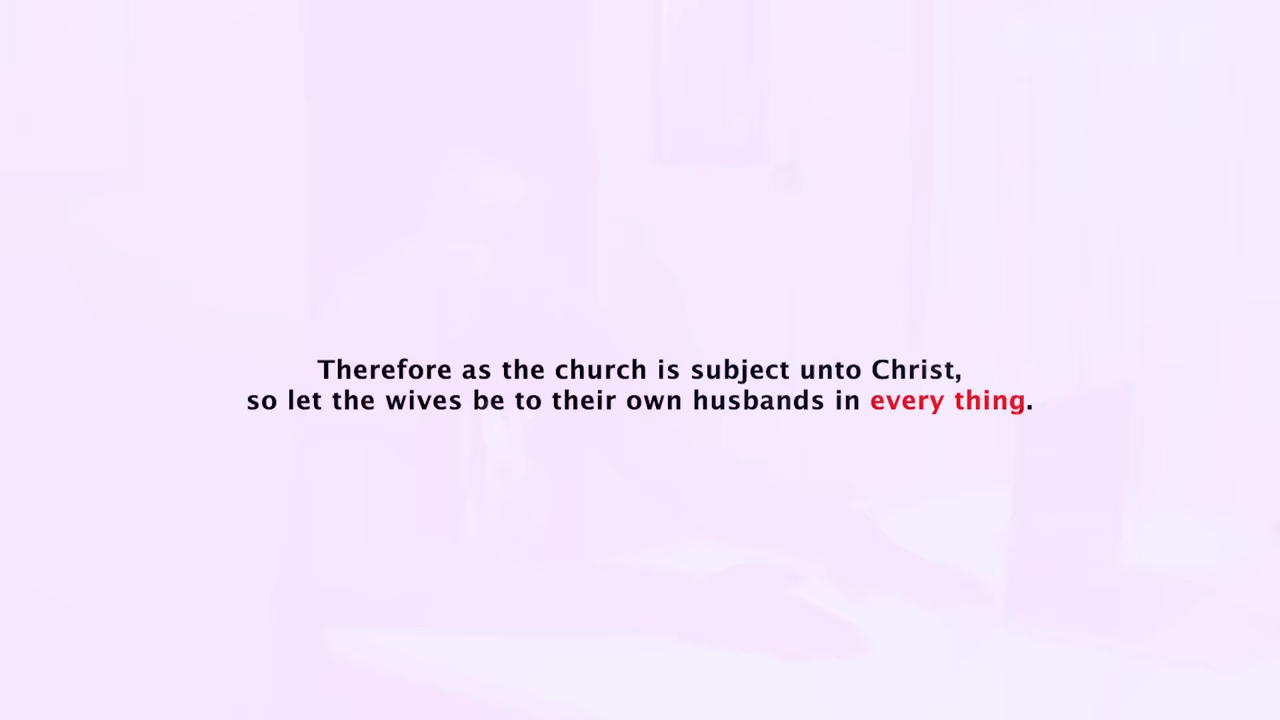 Therefore as the church is subject unto Christ,
so let the wives be to their own husbands in every thing.